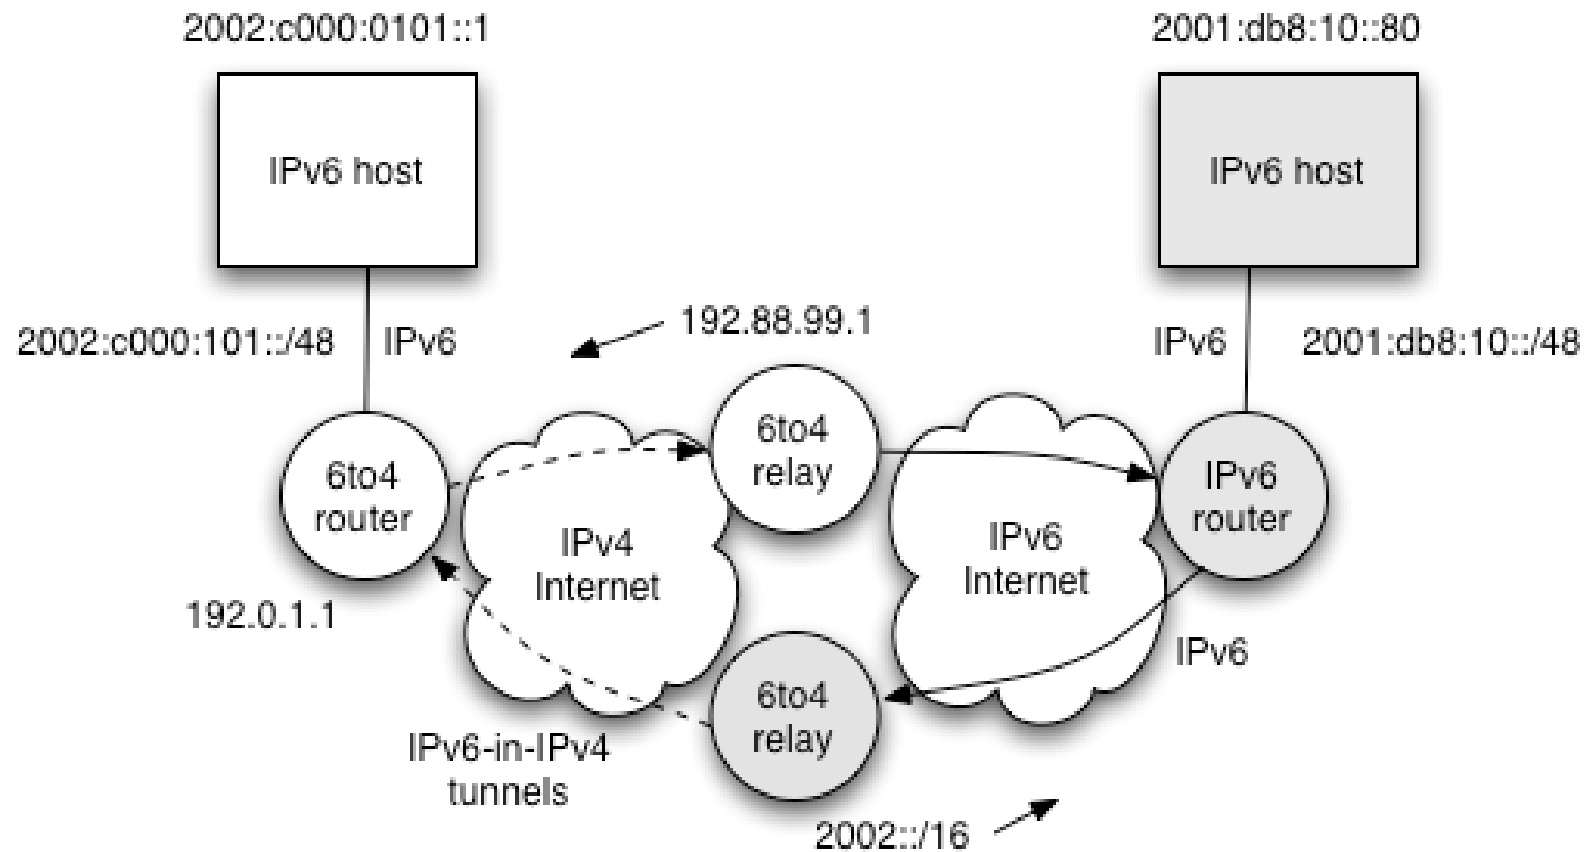 2002:c000:0101::1
2001:db8:10::80
IPv6 host
IPv6 host
192.88.99.1
2002:c000:101::/48
IPv6
IPv6
2001:db8:10::/48
6to4
relay
6to4
router
IPv6
router
IPv4
Internet
IPv6
Internet
192.0.1.1
IPv6
6to4
relay
IPv6-in-IPv4
tunnels
2002::/16